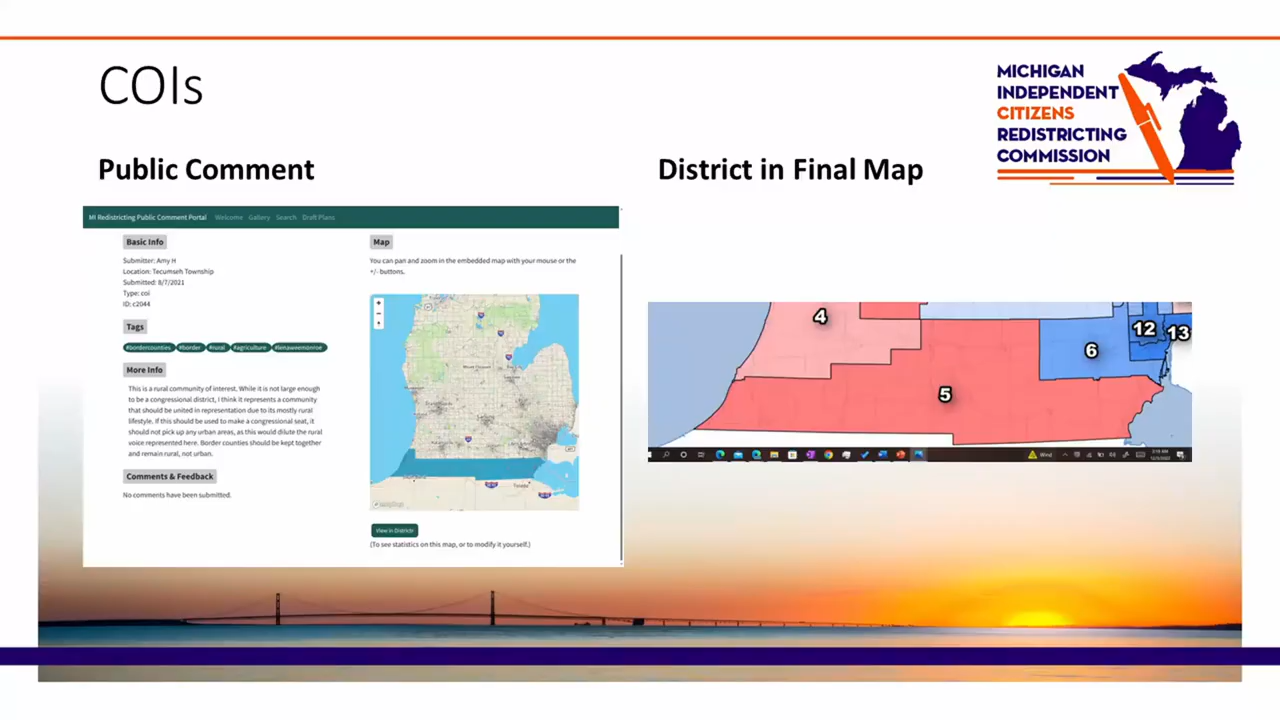 COIs
MICHIGAN
INDEPENDENT
CITIZENS
REDISTRICTING
COMMISSION
Public Comment
District in Final Map
MI Redistricting Public Comment Portal Welcome Gallery Search Draft Plans
Basic Info
Submitter: Amy H
Location: Tecumseh Township
Submitted: 8/7/2021
Type: coi
ID: c2044
Tags
#bordercounties #border #rural #agriculture
More Info
This is a rural community of interest. While it is not large enough
to be a congressional district, I think it represents a community
that should be united in representation due to its mostly rural
lifestyle. If this should be used to make a congressional seat, it
should not pick up any urban areas, as this would dilute the rural
voice represented here. Border counties should be kept together
and remain rural, not urban.
Comments & Feedback
No comments have been submitted.
Map
You can pan and zoom in the embedded map with your mouse or the
+/- buttons.
Lansing
Toledo
View in Districtr
(To see statistics on this map, or to modify it yourself.)
4
12
13
6
5
Wind